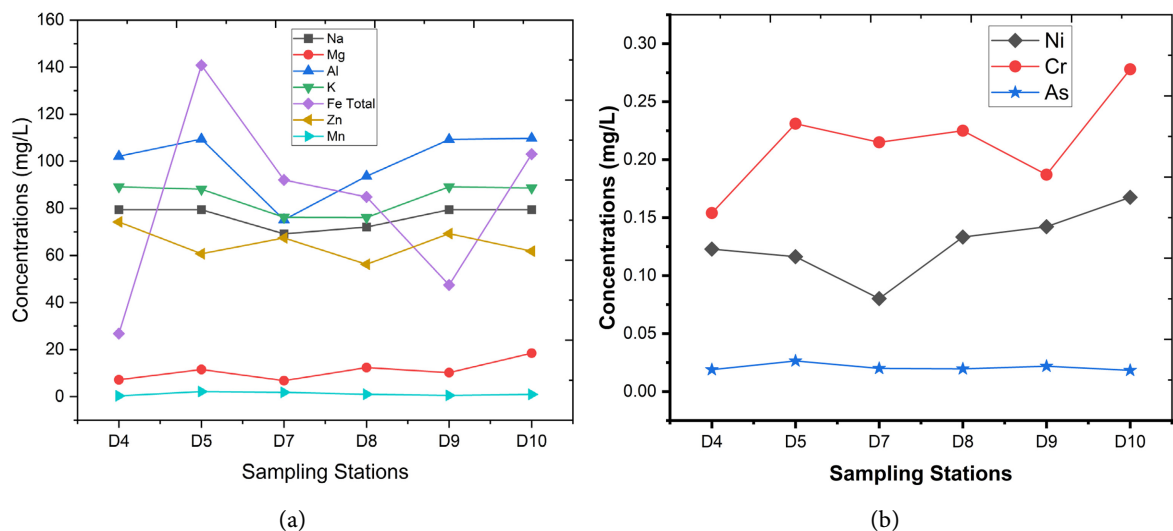 160
140
120
100
80
60
40
20
0
Concentrations (mg/L)
Na
Mg
Al
K
Fe Total
Zn
Mn
D4 D5 D7 D8 D9 D10
Sampling Stations
(a)
0.30
0.25
0.20
0.15
0.10
0.05
0.00
Concentrations (mg/L)
Ni
Cr
As
D4 D5 D7 D8 D9 D10
Sampling Stations
(b)